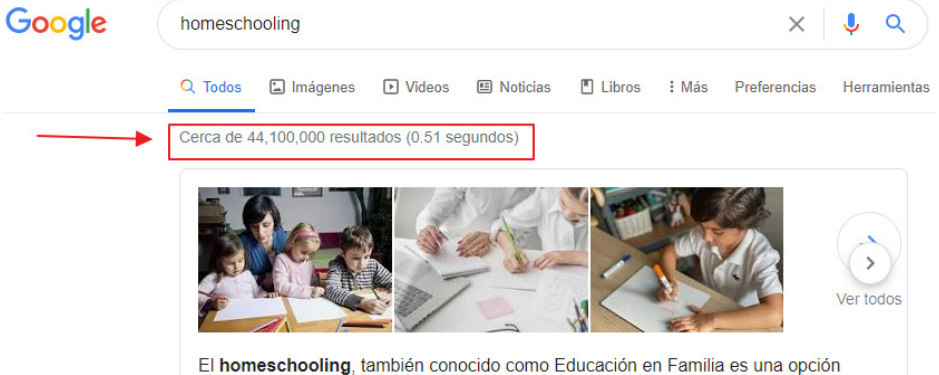 Google
homeschooling
Todos Imágenes Videos Noticias Libros Más Preferencias Herramientas
Cerca de 44,100,000 resultados (0.51 segundos)
Ver todos
El homeschooling, también conocido como Educación en Familia es una opción